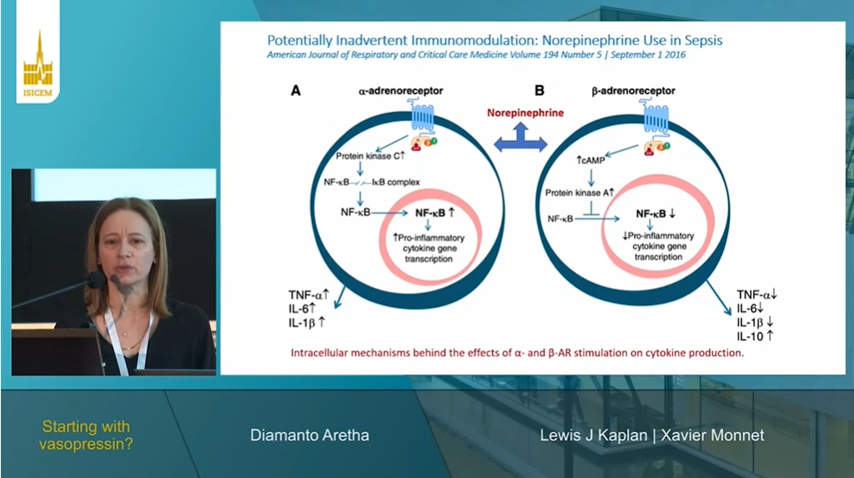 ISICEM
Potentially Inadvertent Immunomodulation: Norepinephrine Use in Sepsis
American Journal of Respiratory and Critical Care Medicine Volume 194 Number 5 | September 1 2016
A
α-adrenoreceptor
Protein kinase C↑
NF-κB
IκB complex
NF-κB
NF-κB ↑
↑Pro-inflammatory
cytokine gene
transcription
TNF-α↑
IL-6↑
IL-1β ↑
Norepinephrine
B
β-adrenoreceptor
↑cAMP
Protein kinase A↑
NF-κB
NF-κB ↓
↓Pro-inflammatory
cytokine gene
transcription
TNF-α↓
IL-6↓
IL-1β ↓
IL-10 ↑
Intracellular mechanisms behind the effects of α- and β-AR stimulation on cytokine production.
Starting with
vasopressin?
Diamanto Aretha
Lewis J Kaplan | Xavier Monnet